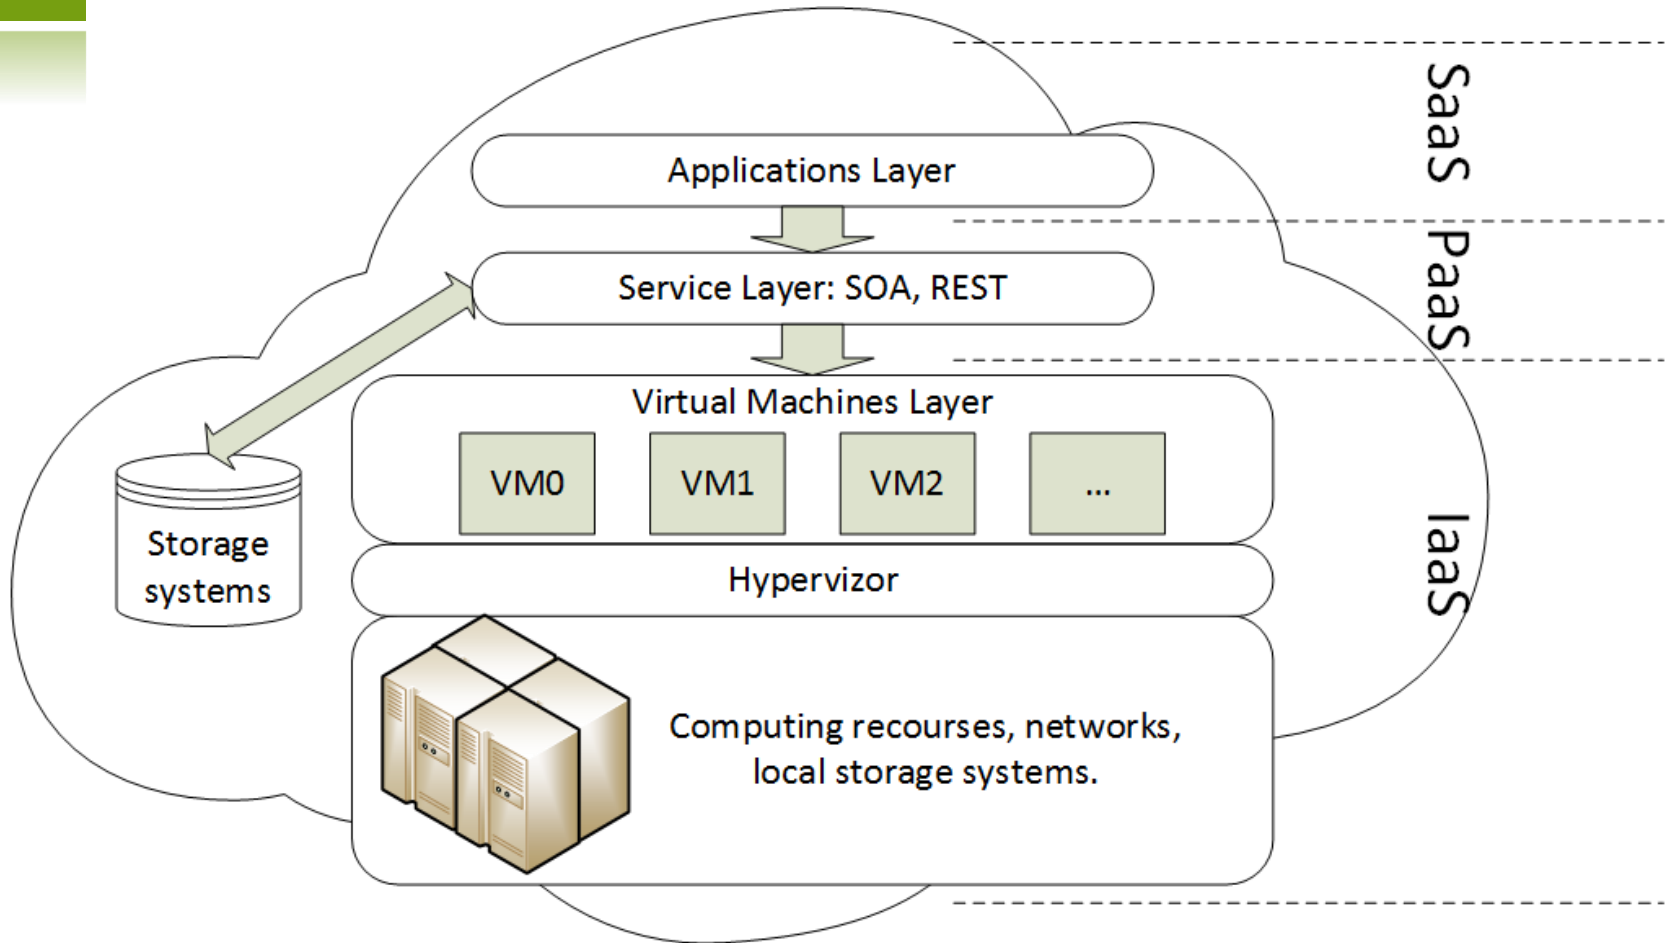 SaaS
Applications Layer
PaaS
Service Layer: SOA, REST
Virtual Machines Layer
VM0
VM1
VM2
...
Storage
systems
IaaS
Hypervizor
Computing recourses, networks,
local storage systems.